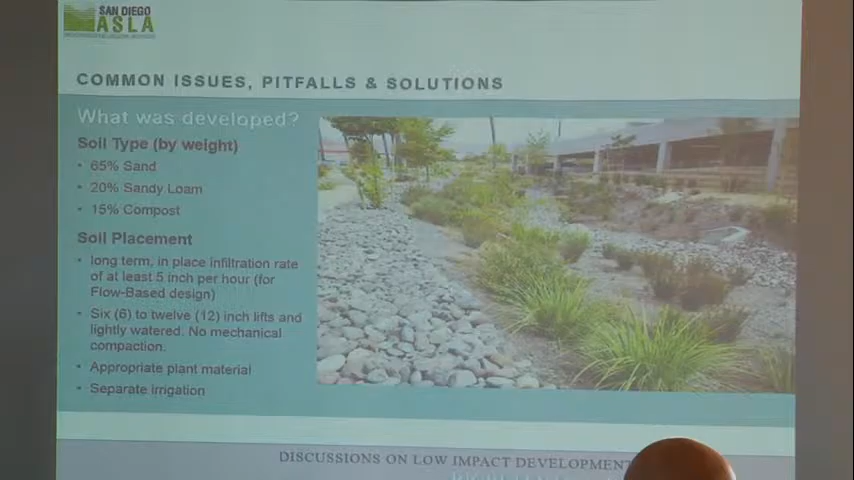 SAN DIEGO
ASLA
COMMON ISSUES, PITFALLS & SOLUTIONS
What was developed?
Soil Type (by weight)
• 65% Sand
• 20% Sandy Loam
• 15% Compost
Soil Placement
• long term, in place infiltration rate
of at least 5 inch per hour (for
Flow-Based design)
• Six (6) to twelve (12) inch lifts and
lightly watered. No mechanical
compaction.
• Appropriate plant material
• Separate irrigation
DISCUSSIONS ON LOW IMPACT DEVELOPMENT